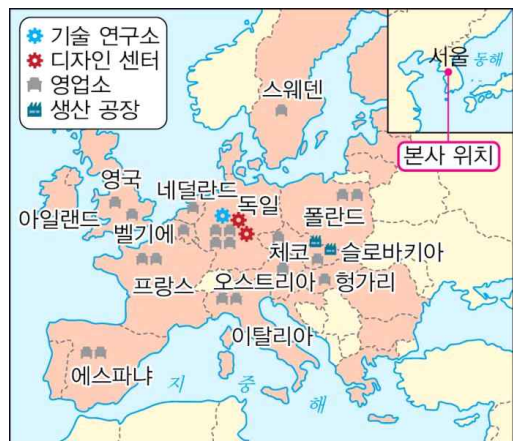 기술 연구소
디자인 센터
영업소
생산 공장
서울
동해
본사 위치
스웨덴
영국
네덜란드
독일
아일랜드
벨기에
폴란드
체코
슬로바키아
프랑스
오스트리아
헝가리
이탈리아
에스파냐
지중해